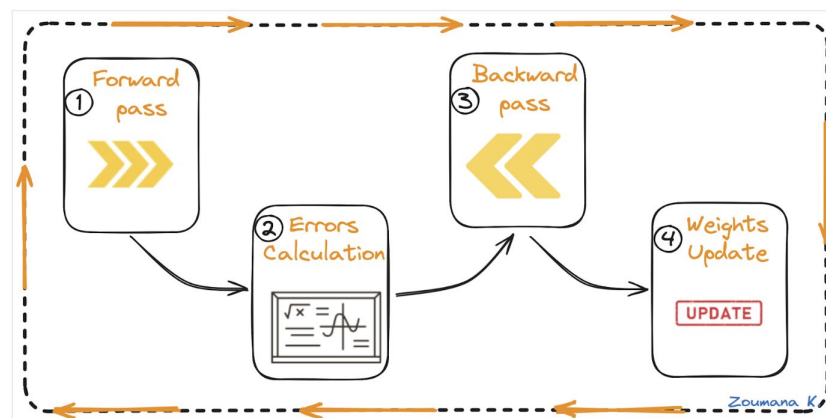 1
Forward
pass
2
Errors
Calculation
√x =
3
Backward
pass
4
Weights
Update
UPDATE
Zoumana K